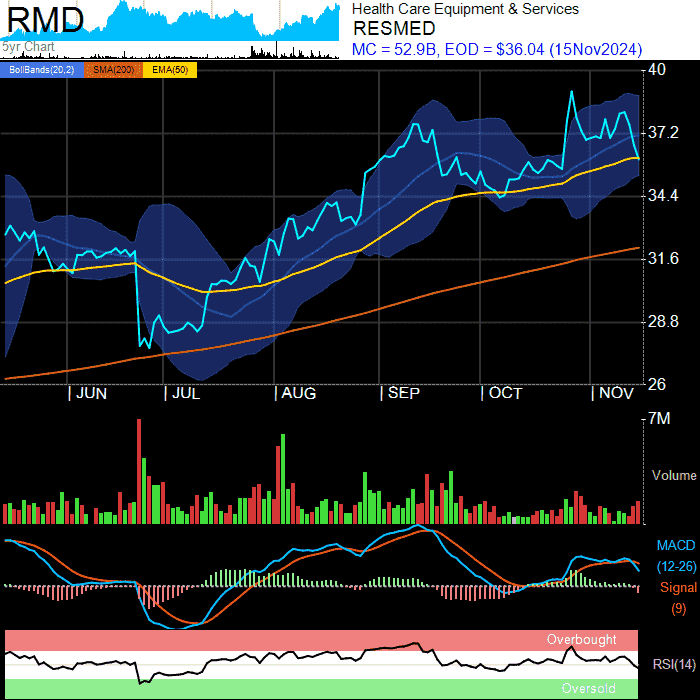 RMD
5yr Chart
Health Care Equipment & Services
RESMED
MC = 52.9B, EOD = $36.04 (15Nov2024)
BollBands(20,2) SMA(200) EMA(50)
40
37.2
34.4
31.6
28.8
26
JUN JUL AUG SEP OCT NOV
7M
Volume
MACD
(12-26)
Signal
(9)
Overbought
RSI(14)
Oversold